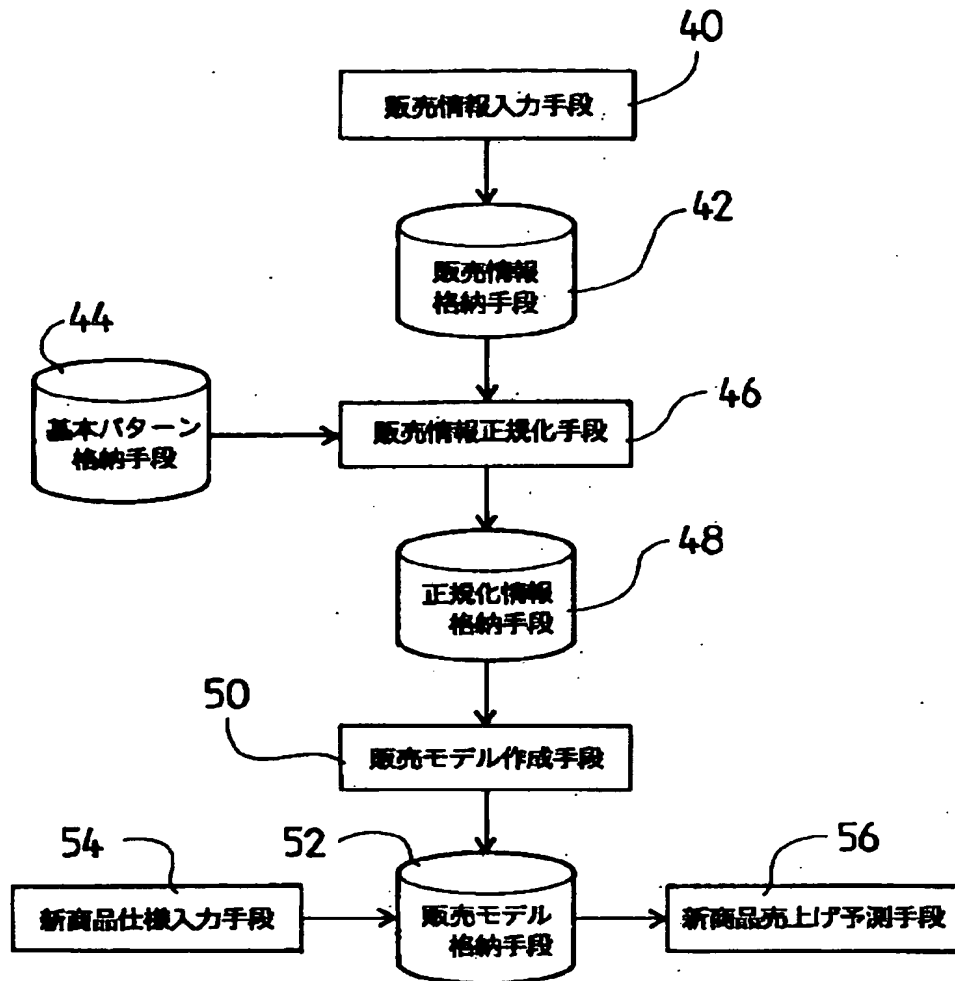 40
販売情報入力手段
42
販売情報
格納手段
44
基本パターン
格納手段
46
販売情報正規化手段
48
正規化情報
格納手段
50
販売モデル作成手段
54
新商品仕様入力手段
52
販売モデル
格納手段
56
新商品売上げ予測手段